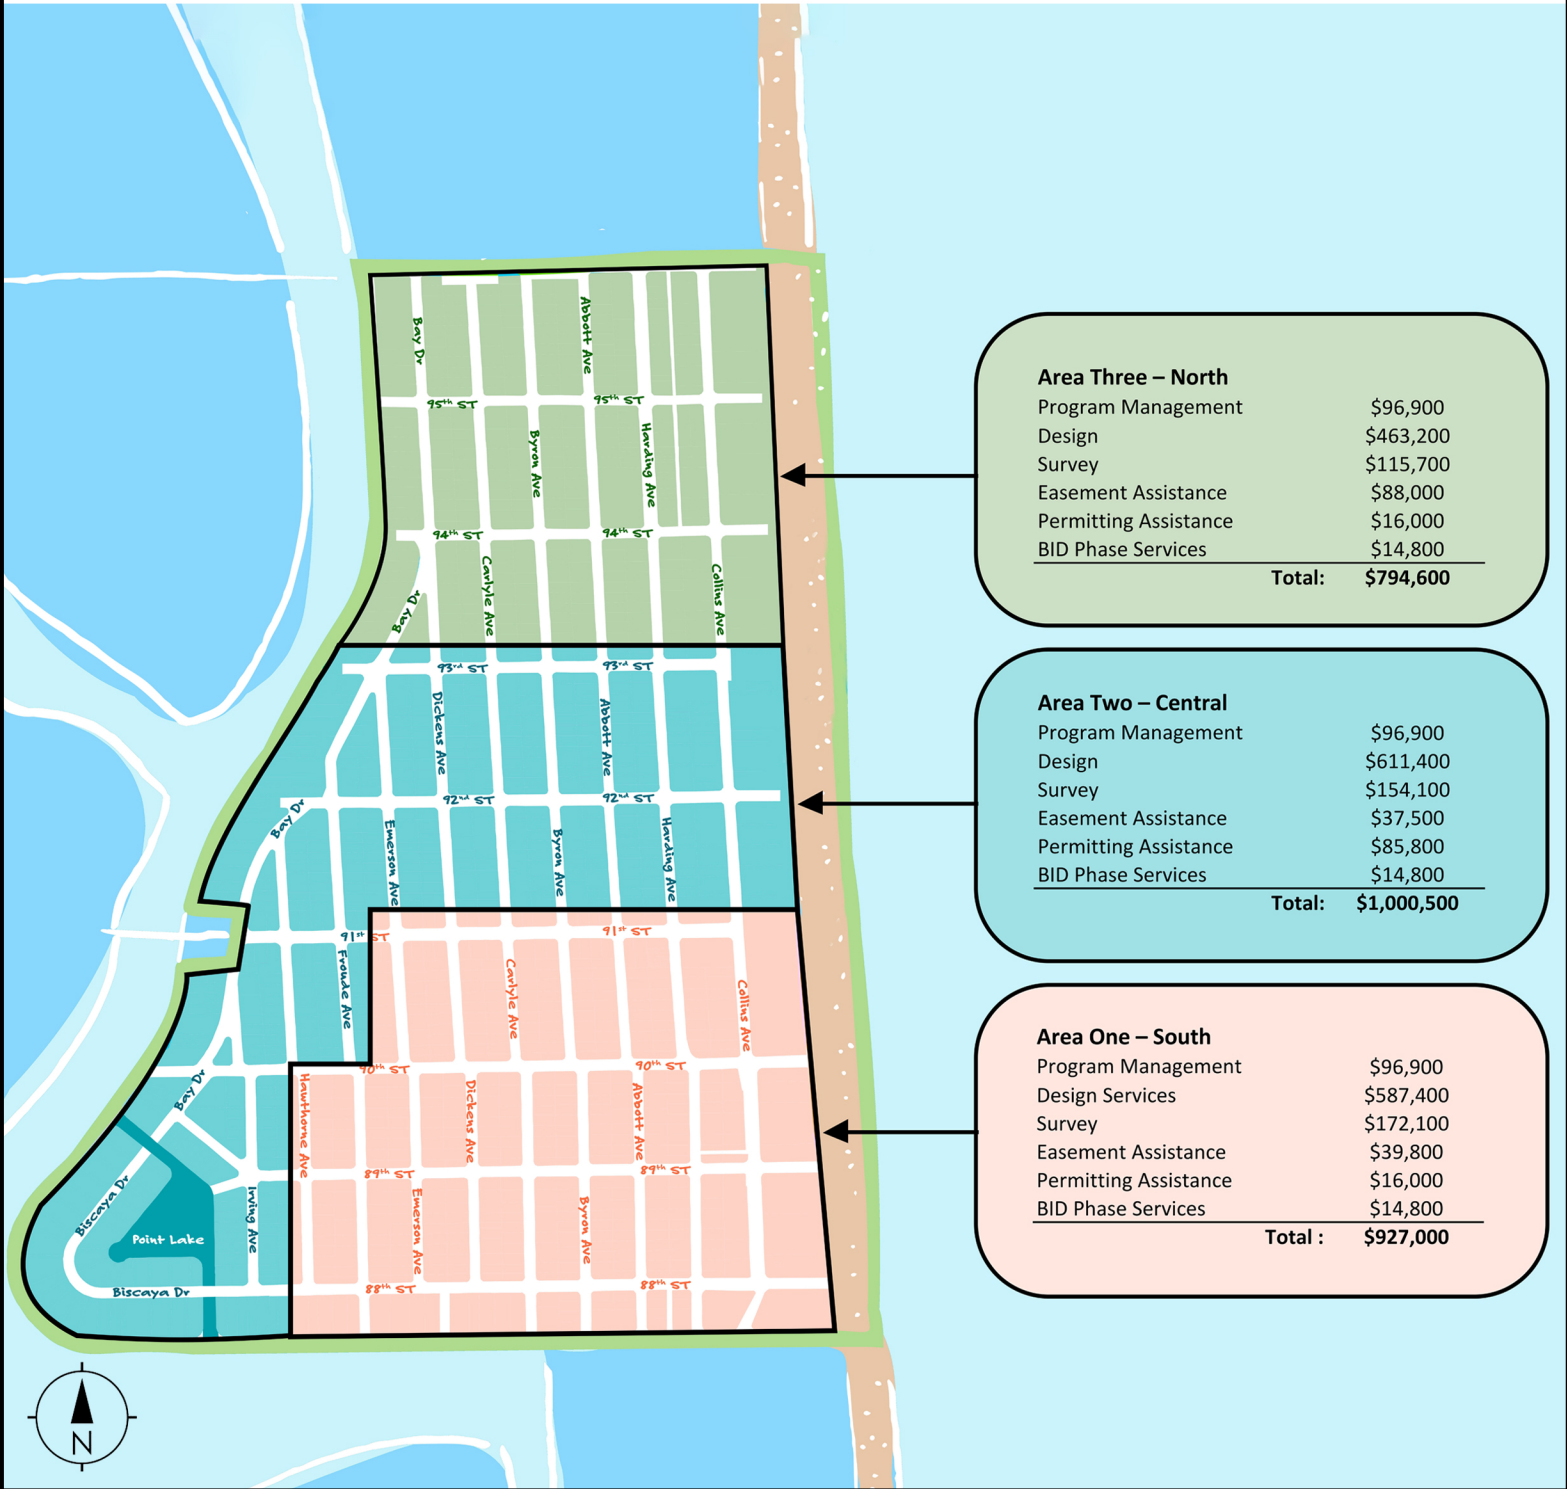 Bay Dr
Abbott Ave
95th ST
95th ST
Byron Ave
Harding Ave
94th ST
94th ST
Carlyle Ave
Collins Ave
Bay Dr
93rd ST
93rd ST
Dickens Ave
Abbott Ave
92nd ST
92nd ST
Bay Dr
Emerson Ave
Byron Ave
Harding Ave
91st ST
91st ST
Froude Ave
Carlyle Ave
Collins Ave
90th ST
90th ST
Bay Dr
Hawthorne Ave
Dickens Ave
Abbott Ave
89th ST
89th ST
Biscaya Dr
Irving Ave
Emerson Ave
Byron Ave
Point Lake
88th ST
88th ST
Biscaya Dr
N
Area Three – North
Program Management $96,900
Design $463,200
Survey $115,700
Easement Assistance $88,000
Permitting Assistance $16,000
BID Phase Services $14,800
Total: $794,600
Area Two – Central
Program Management $96,900
Design $611,400
Survey $154,100
Easement Assistance $37,500
Permitting Assistance $85,800
BID Phase Services $14,800
Total: $1,000,500
Area One – South
Program Management $96,900
Design Services $587,400
Survey $172,100
Easement Assistance $39,800
Permitting Assistance $16,000
BID Phase Services $14,800
Total : $927,000